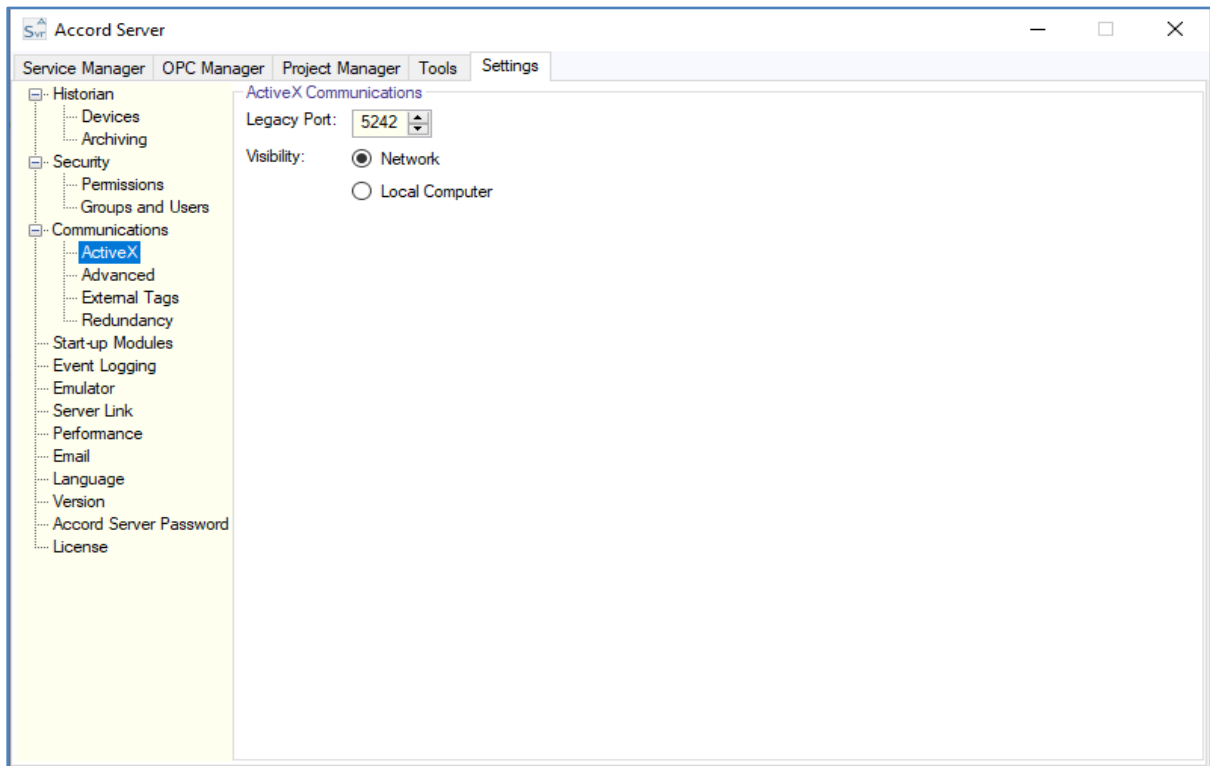 Svr Accord Server
Service Manager OPC Manager Project Manager Tools Settings
Historian
Devices
Archiving
Security
Permissions
Groups and Users
Communications
ActiveX
Advanced
External Tags
Redundancy
Start-up Modules
Event Logging
Emulator
Server Link
Performance
Email
Language
Version
Accord Server Password
License
ActiveX Communications
Legacy Port: 5242
Visibility: Network
Local Computer